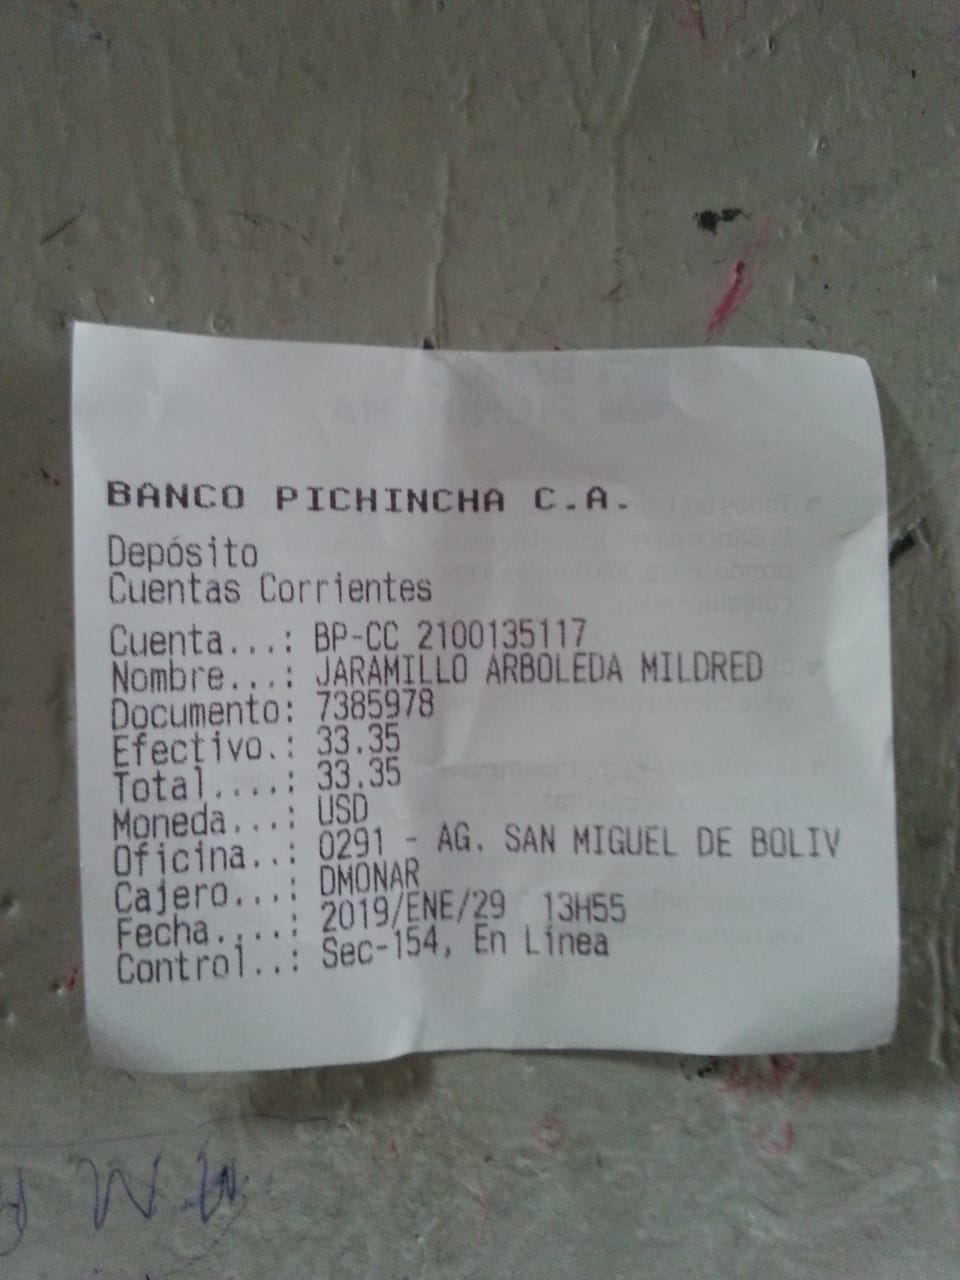 BANCO PICHINCHA C.A.
Depósito
Cuentas Corrientes
Cuenta...: BP-CC 2100135117
Nombre...: JARAMILLO ARBOLEDA MILDRED
Documento: 7385978
Efectivo.: 33.35
Total....: 33.35
Moneda...: USD
Oficina..: 0291 - AG. SAN MIGUEL DE BOLIV
Cajero...: DMONAR
Fecha....: 2019/ENE/29 13H55
Control..: Sec-154, En Línea